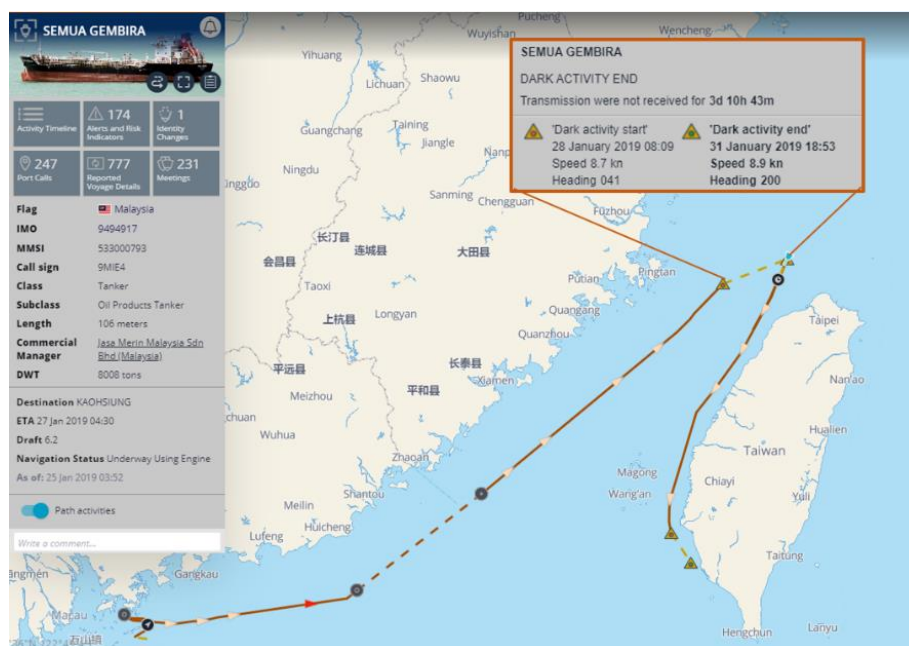 SEMUA GEMBIRA
Activity Timeline
174
Alerts and Risk
Indicators
1
Identity
Changes
247
Port Calls
777
Reported
Voyage Details
231
Meetings
Flag Malaysia
IMO 9494917
MMSI 533000793
Call sign 9MIE4
Class Tanker
Subclass Oil Products Tanker
Length 106 meters
Commercial Jasa Merin Malaysia Sdn
Manager Bhd (Malaysia)
DWT 8008 tons
Destination KAOHSIUNG
ETA 27 Jan 2019 04:30
Draft 6.2
Navigation Status Underway Using Engine
As of: 25 Jan 2019 03:52
Path activities
Write a comment...
SEMUA GEMBIRA
DARK ACTIVITY END
Transmission were not received for 3d 10h 43m
'Dark activity start' 'Dark activity end'
28 January 2019 08:09 31 January 2019 18:53
Speed 8.7 kn Speed 8.9 kn
Heading 041 Heading 200
Pucheng
Wuyishan
Wencheng
Yihuang
Lichuan
Shaowu
Guangchang
Taining
Jiangle
Ningdu
Sanming
Chengguan
Fuzhou
长汀县
连城县
大田县
会昌县
Taoxi
Putian
Pingtan
上杭县
Longyan
Quangang
Quanzhou
Taipei
平远县
长泰县
Xiamen
Meizhou
平和县
Nan'ao
Wuhua
Hualien
Zhaoan
Taiwan
Magong
Chiayi
Wang'an
Yuli
Shantou
Meilin
Huicheng
Lufeng
Taitung
Gangkau
Macau
万山镇
Hengchun
Lanyu